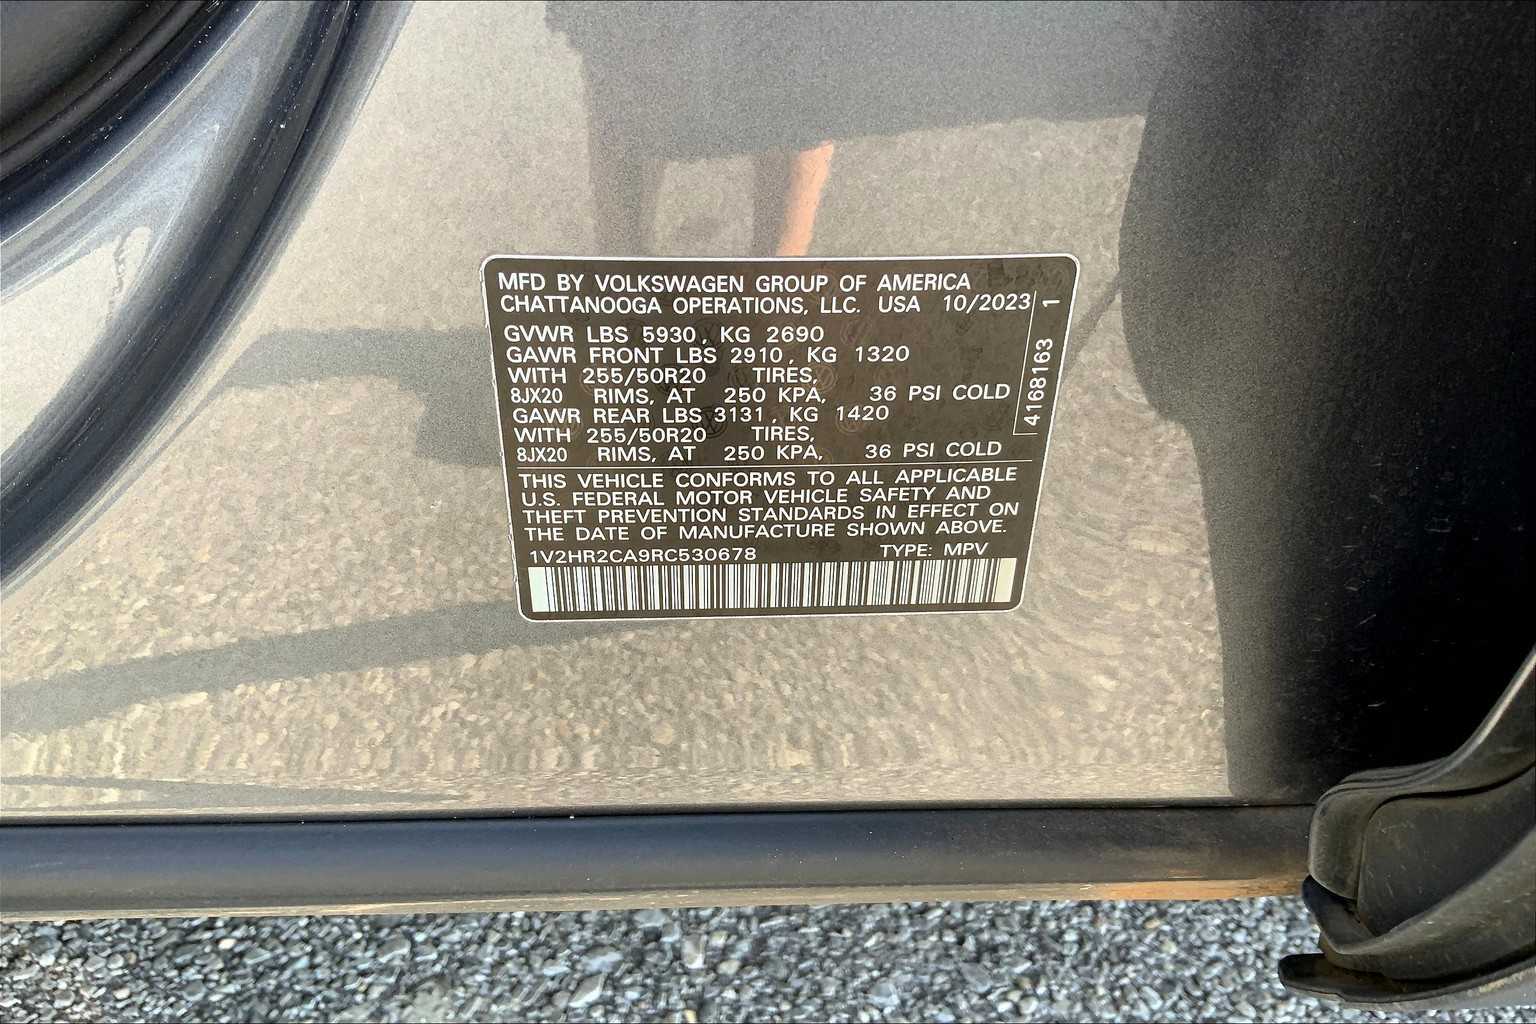 MFD BY VOLKSWAGEN GROUP OF AMERICA
CHATTANOOGA OPERATIONS, LLC. USA 10/2023
GVWR LBS 5930, KG 2690
GAWR FRONT LBS 2910, KG 1320
WITH 255/50R20 TIRES,
8JX20 RIMS, AT 250 KPA, 36 PSI COLD
GAWR REAR LBS 3131, KG 1420
WITH 255/50R20 TIRES,
8JX20 RIMS, AT 250 KPA, 36 PSI COLD
THIS VEHICLE CONFORMS TO ALL APPLICABLE
U.S. FEDERAL MOTOR VEHICLE SAFETY AND
THEFT PREVENTION STANDARDS IN EFFECT ON
THE DATE OF MANUFACTURE SHOWN ABOVE.
1V2HR2CA9RC530678 TYPE: MPV
4168163 1